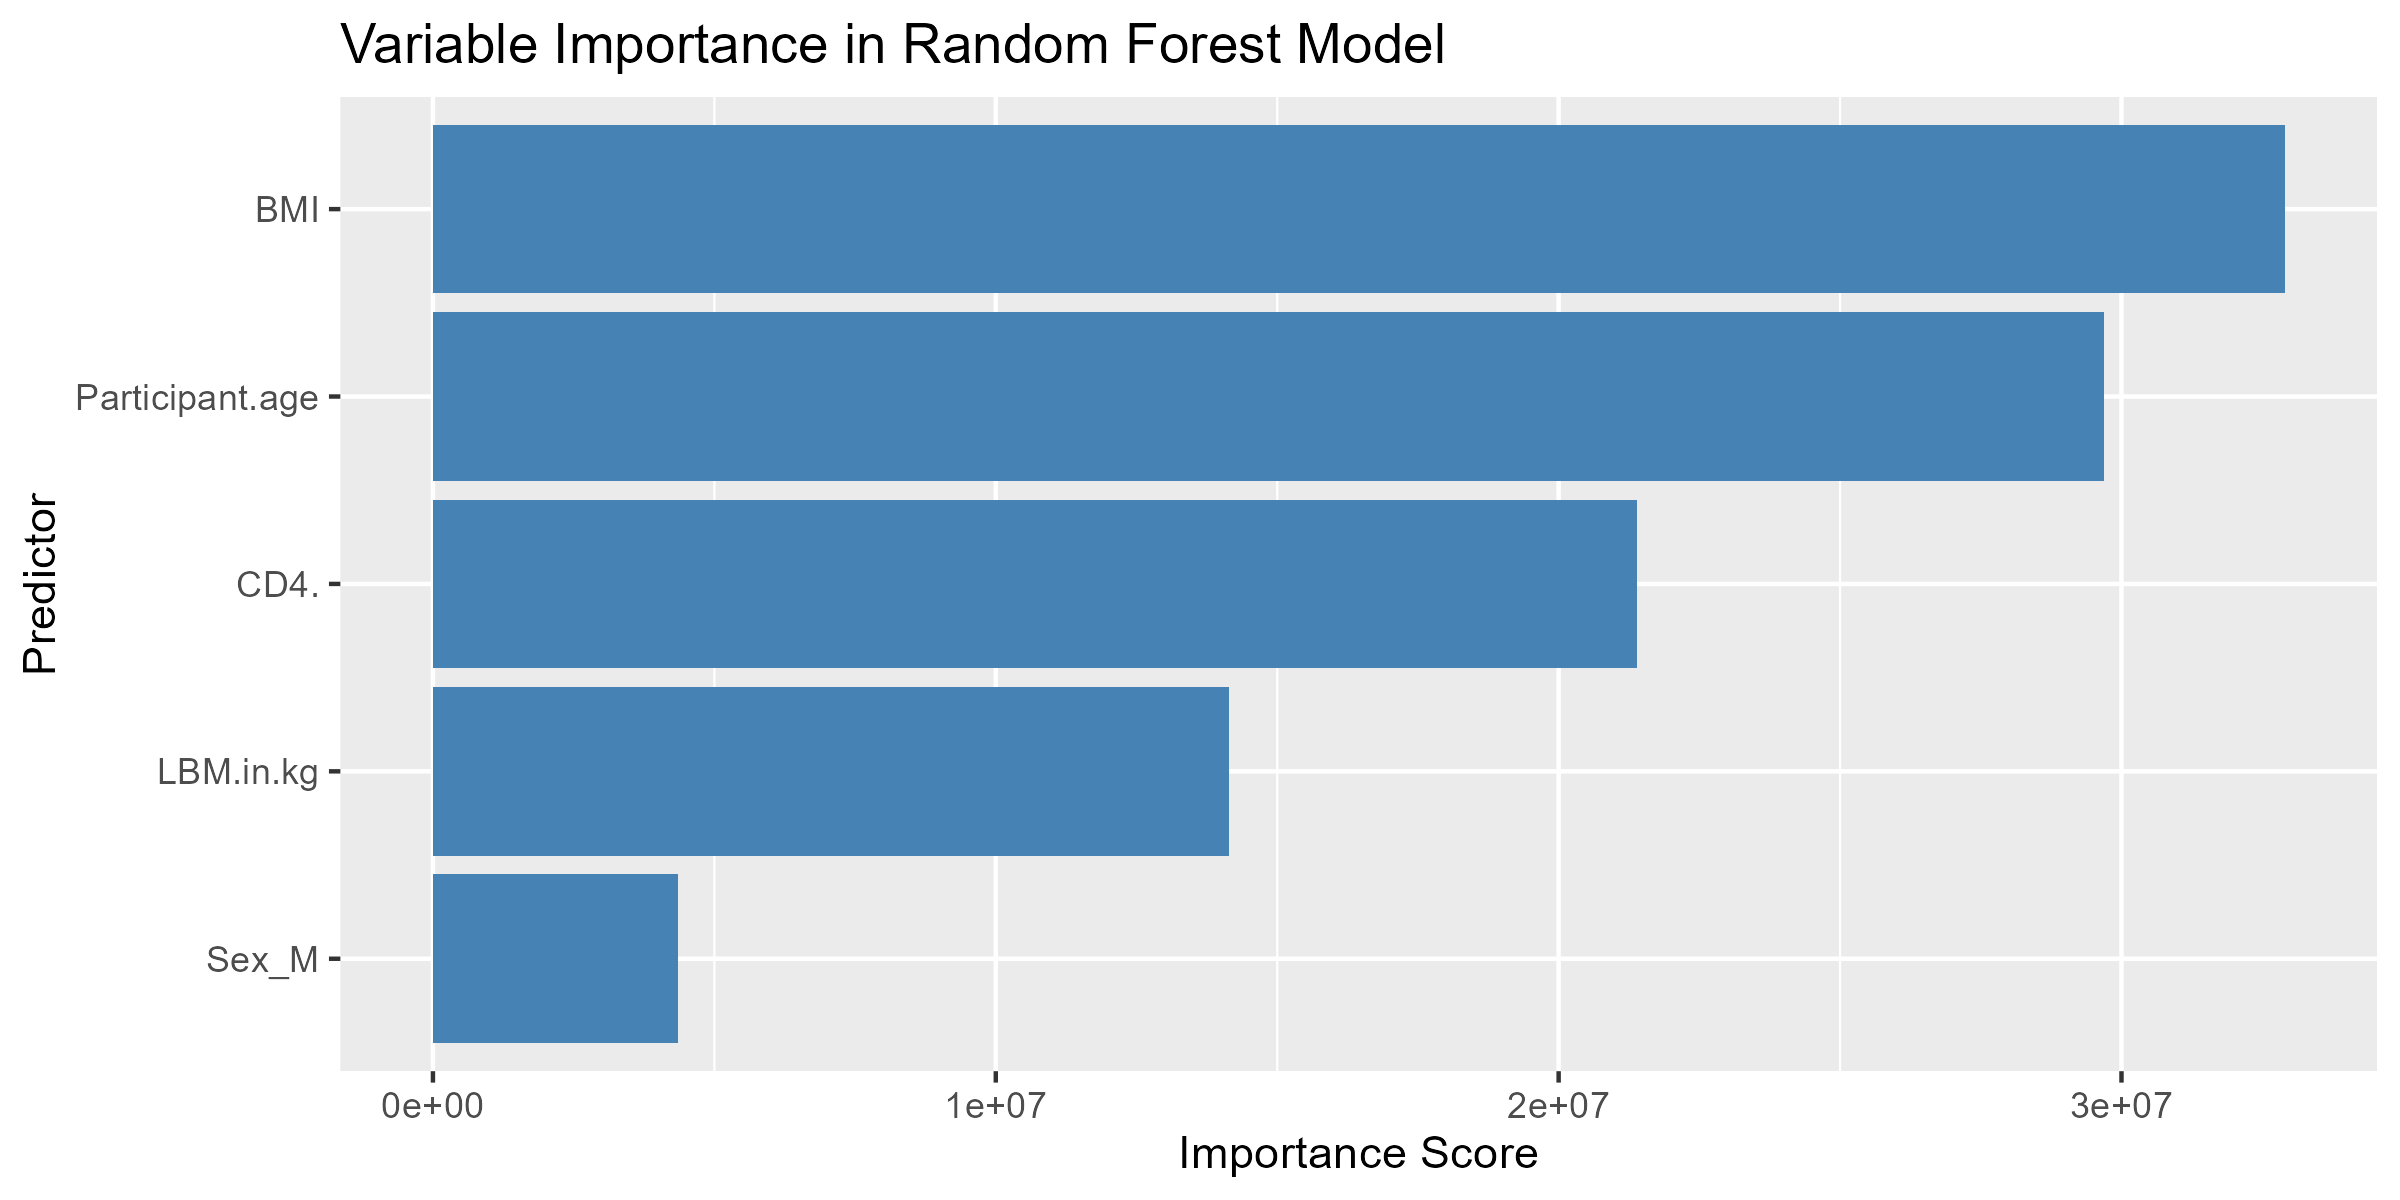 Variable Importance in Random Forest Model
Predictor
BMI
Participant.age
CD4.
LBM.in.kg
Sex_M
0e+00 1e+07 2e+07 3e+07
Importance Score